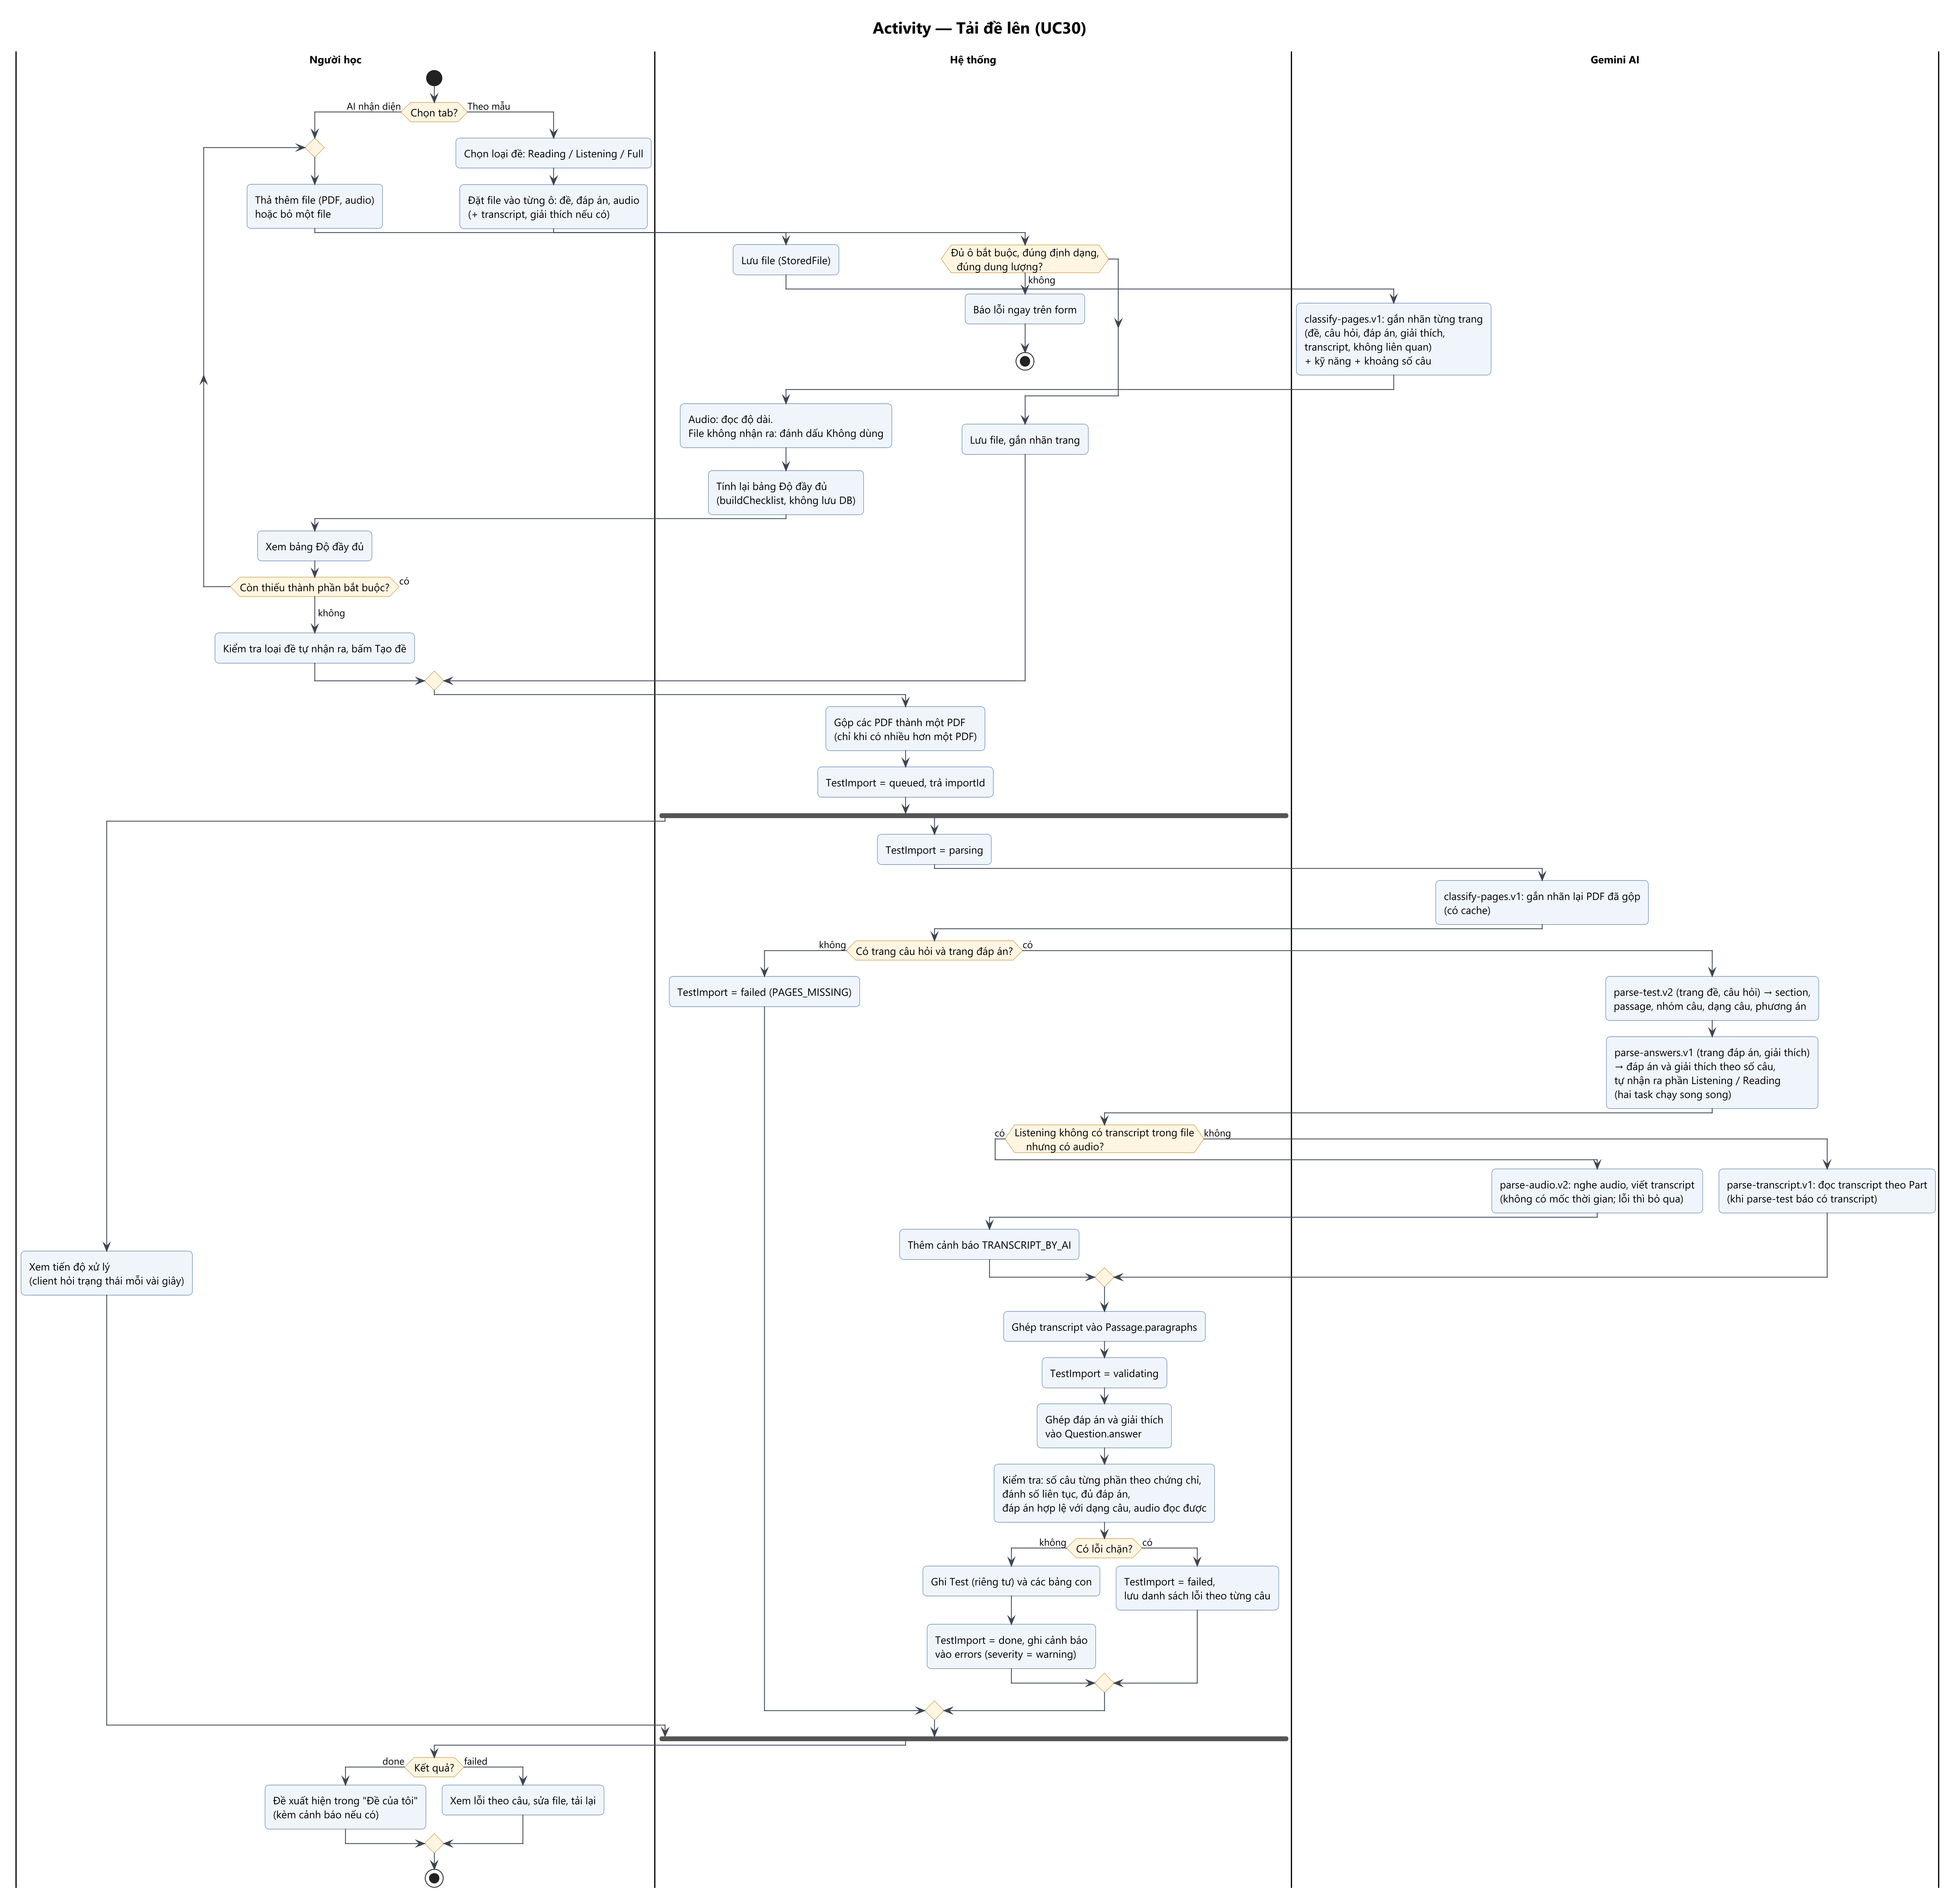 Activity — Tải đề lên (UC30)
Người học
Hệ thống
Gemini AI
Chọn tab?
AI nhận diện
Theo mẫu
Chọn loại đề: Reading / Listening / Full
Thả thêm file (PDF, audio)
hoặc bỏ một file
Đặt file vào từng ô: đề, đáp án, audio
(+ transcript, giải thích nếu có)
Lưu file (StoredFile)
Đủ ô bắt buộc, đúng định dạng,
đúng dung lượng?
không
Báo lỗi ngay trên form
classify-pages.v1: gắn nhãn từng trang
(đề, câu hỏi, đáp án, giải thích,
transcript, không liên quan)
+ kỹ năng + khoảng số câu
Audio: đọc độ dài.
File không nhận ra: đánh dấu Không dùng
Lưu file, gắn nhãn trang
Tính lại bảng Độ đầy đủ
(buildChecklist, không lưu DB)
Xem bảng Độ đầy đủ
Còn thiếu thành phần bắt buộc?
có
không
Kiểm tra loại đề tự nhận ra, bấm Tạo đề
Gộp các PDF thành một PDF
(chỉ khi có nhiều hơn một PDF)
TestImport = queued, trả importId
TestImport = parsing
classify-pages.v1: gắn nhãn lại PDF đã gộp
(có cache)
không
Có trang câu hỏi và trang đáp án?
có
TestImport = failed (PAGES_MISSING)
parse-test.v2 (trang đề, câu hỏi) → section,
passage, nhóm câu, dạng câu, phương án
parse-answers.v1 (trang đáp án, giải thích)
→ đáp án và giải thích theo số câu,
tự nhận ra phần Listening / Reading
(hai task chạy song song)
có
Listening không có transcript trong file
nhưng có audio?
không
parse-audio.v2: nghe audio, viết transcript
(không có mốc thời gian; lỗi thì bỏ qua)
parse-transcript.v1: đọc transcript theo Part
(khi parse-test báo có transcript)
Thêm cảnh báo TRANSCRIPT_BY_AI
Xem tiến độ xử lý
(client hỏi trạng thái mỗi vài giây)
Ghép transcript vào Passage.paragraphs
TestImport = validating
Ghép đáp án và giải thích
vào Question.answer
Kiểm tra: số câu từng phần theo chứng chỉ,
đánh số liên tục, đủ đáp án,
đáp án hợp lệ với dạng câu, audio đọc được
không
Có lỗi chặn?
có
Ghi Test (riêng tư) và các bảng con
TestImport = failed,
lưu danh sách lỗi theo từng câu
TestImport = done, ghi cảnh báo
vào errors (severity = warning)
done
Kết quả?
failed
Đề xuất hiện trong "Đề của tôi"
(kèm cảnh báo nếu có)
Xem lỗi theo câu, sửa file, tải lại